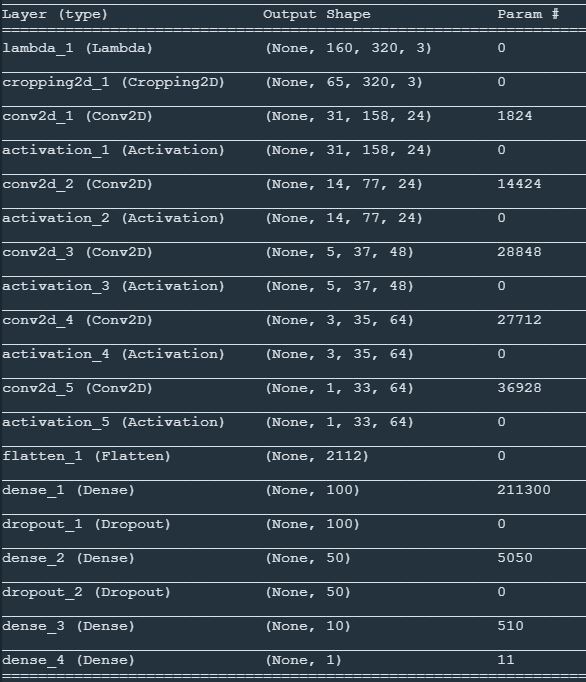 Layer (type) Output Shape Param #
lambda_1 (Lambda) (None, 160, 320, 3) 0
cropping2d_1 (Cropping2D) (None, 65, 320, 3) 0
conv2d_1 (Conv2D) (None, 31, 158, 24) 1824
activation_1 (Activation) (None, 31, 158, 24) 0
conv2d_2 (Conv2D) (None, 14, 77, 24) 14424
activation_2 (Activation) (None, 14, 77, 24) 0
conv2d_3 (Conv2D) (None, 5, 37, 48) 28848
activation_3 (Activation) (None, 5, 37, 48) 0
conv2d_4 (Conv2D) (None, 3, 35, 64) 27712
activation_4 (Activation) (None, 3, 35, 64) 0
conv2d_5 (Conv2D) (None, 1, 33, 64) 36928
activation_5 (Activation) (None, 1, 33, 64) 0
flatten_1 (Flatten) (None, 2112) 0
dense_1 (Dense) (None, 100) 211300
dropout_1 (Dropout) (None, 100) 0
dense_2 (Dense) (None, 50) 5050
dropout_2 (Dropout) (None, 50) 0
dense_3 (Dense) (None, 10) 510
dense_4 (Dense) (None, 1) 11